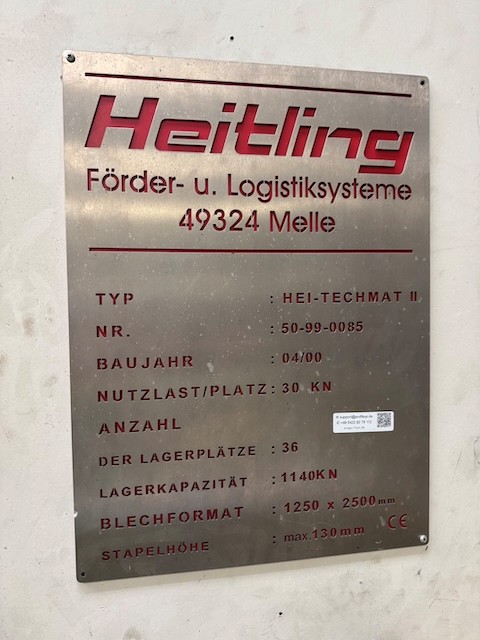 Heitling
Förder- u. Logistiksysteme
49324 Melle
TYP : HEI-TECHMAT II
NR. : 50-99-0085
BAUJAHR : 04/00
NUTZLAST/PLATZ : 30 KN
ANZAHL
DER LAGERPLÄTZE : 36
LAGERKAPAZITÄT : 1140KN
BLECHFORMAT : 1250 x 2500mm
STAPELHÖHE : max.130mm CE